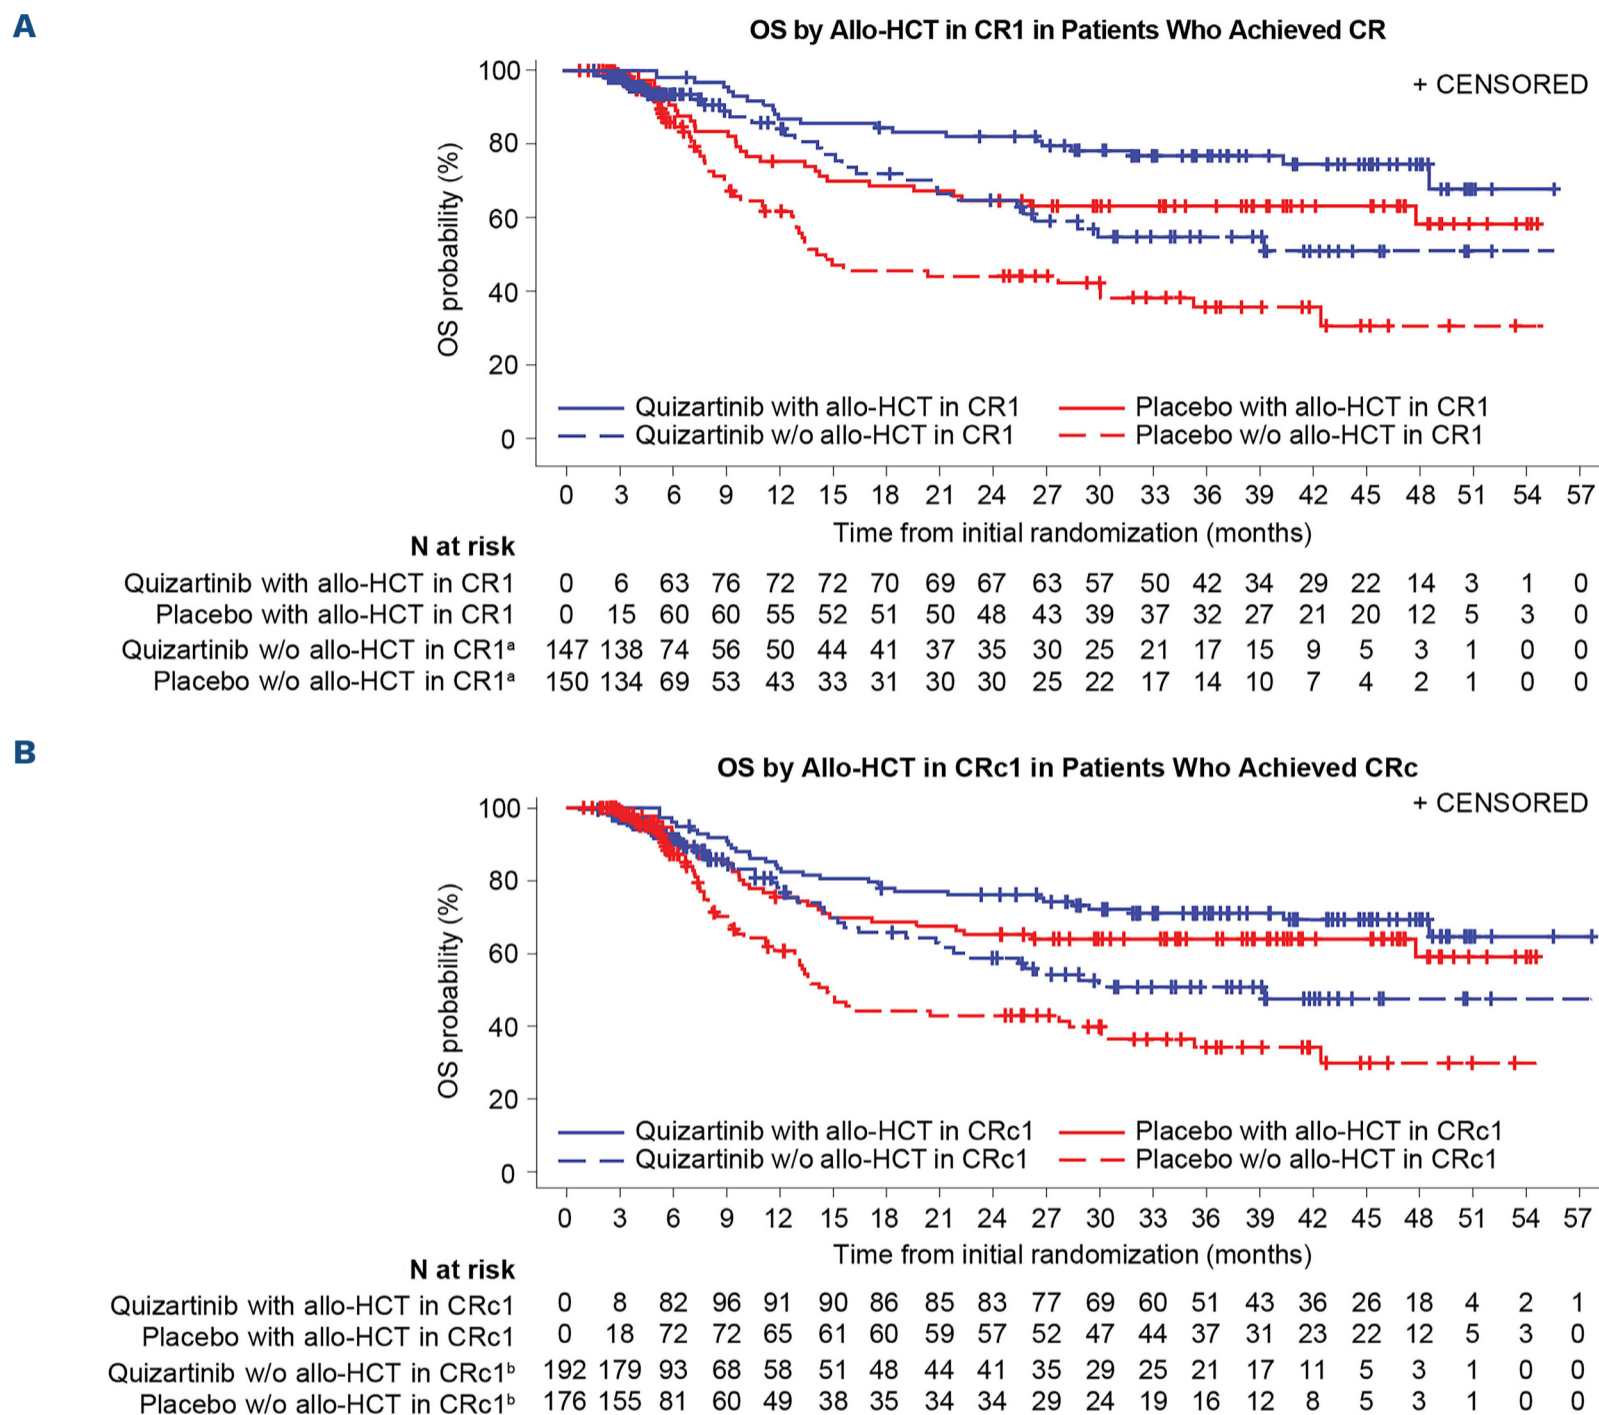 A
OS by Allo-HCT in CR1 in Patients Who Achieved CR
+ CENSORED
OS probability (%)
100
80
60
40
20
0
Quizartinib with allo-HCT in CR1
Placebo with allo-HCT in CR1
Quizartinib w/o allo-HCT in CR1
Placebo w/o allo-HCT in CR1
0 3 6 9 12 15 18 21 24 27 30 33 36 39 42 45 48 51 54 57
Time from initial randomization (months)
N at risk
Quizartinib with allo-HCT in CR1 0 6 63 76 72 72 70 69 67 63 57 50 42 34 29 22 14 3 1 0
Placebo with allo-HCT in CR1 0 15 60 60 55 52 51 50 48 43 39 37 32 27 21 20 12 5 3 0
Quizartinib w/o allo-HCT in CR1ᵃ 147 138 74 56 50 44 41 37 35 30 25 21 17 15 9 5 3 1 0 0
Placebo w/o allo-HCT in CR1ᵃ 150 134 69 53 43 33 31 30 30 25 22 17 14 10 7 4 2 1 0 0
B
OS by Allo-HCT in CRc1 in Patients Who Achieved CRc
+ CENSORED
OS probability (%)
100
80
60
40
20
0
Quizartinib with allo-HCT in CRc1
Placebo with allo-HCT in CRc1
Quizartinib w/o allo-HCT in CRc1
Placebo w/o allo-HCT in CRc1
0 3 6 9 12 15 18 21 24 27 30 33 36 39 42 45 48 51 54 57
Time from initial randomization (months)
N at risk
Quizartinib with allo-HCT in CRc1 0 8 82 96 91 90 86 85 83 77 69 60 51 43 36 26 18 4 2 1
Placebo with allo-HCT in CRc1 0 18 72 72 65 61 60 59 57 52 47 44 37 31 23 22 12 5 3 0
Quizartinib w/o allo-HCT in CRc1ᵇ 192 179 93 68 58 51 48 44 41 35 29 25 21 17 11 5 3 1 0 0
Placebo w/o allo-HCT in CRc1ᵇ 176 155 81 60 49 38 35 34 34 29 24 19 16 12 8 5 3 1 0 0